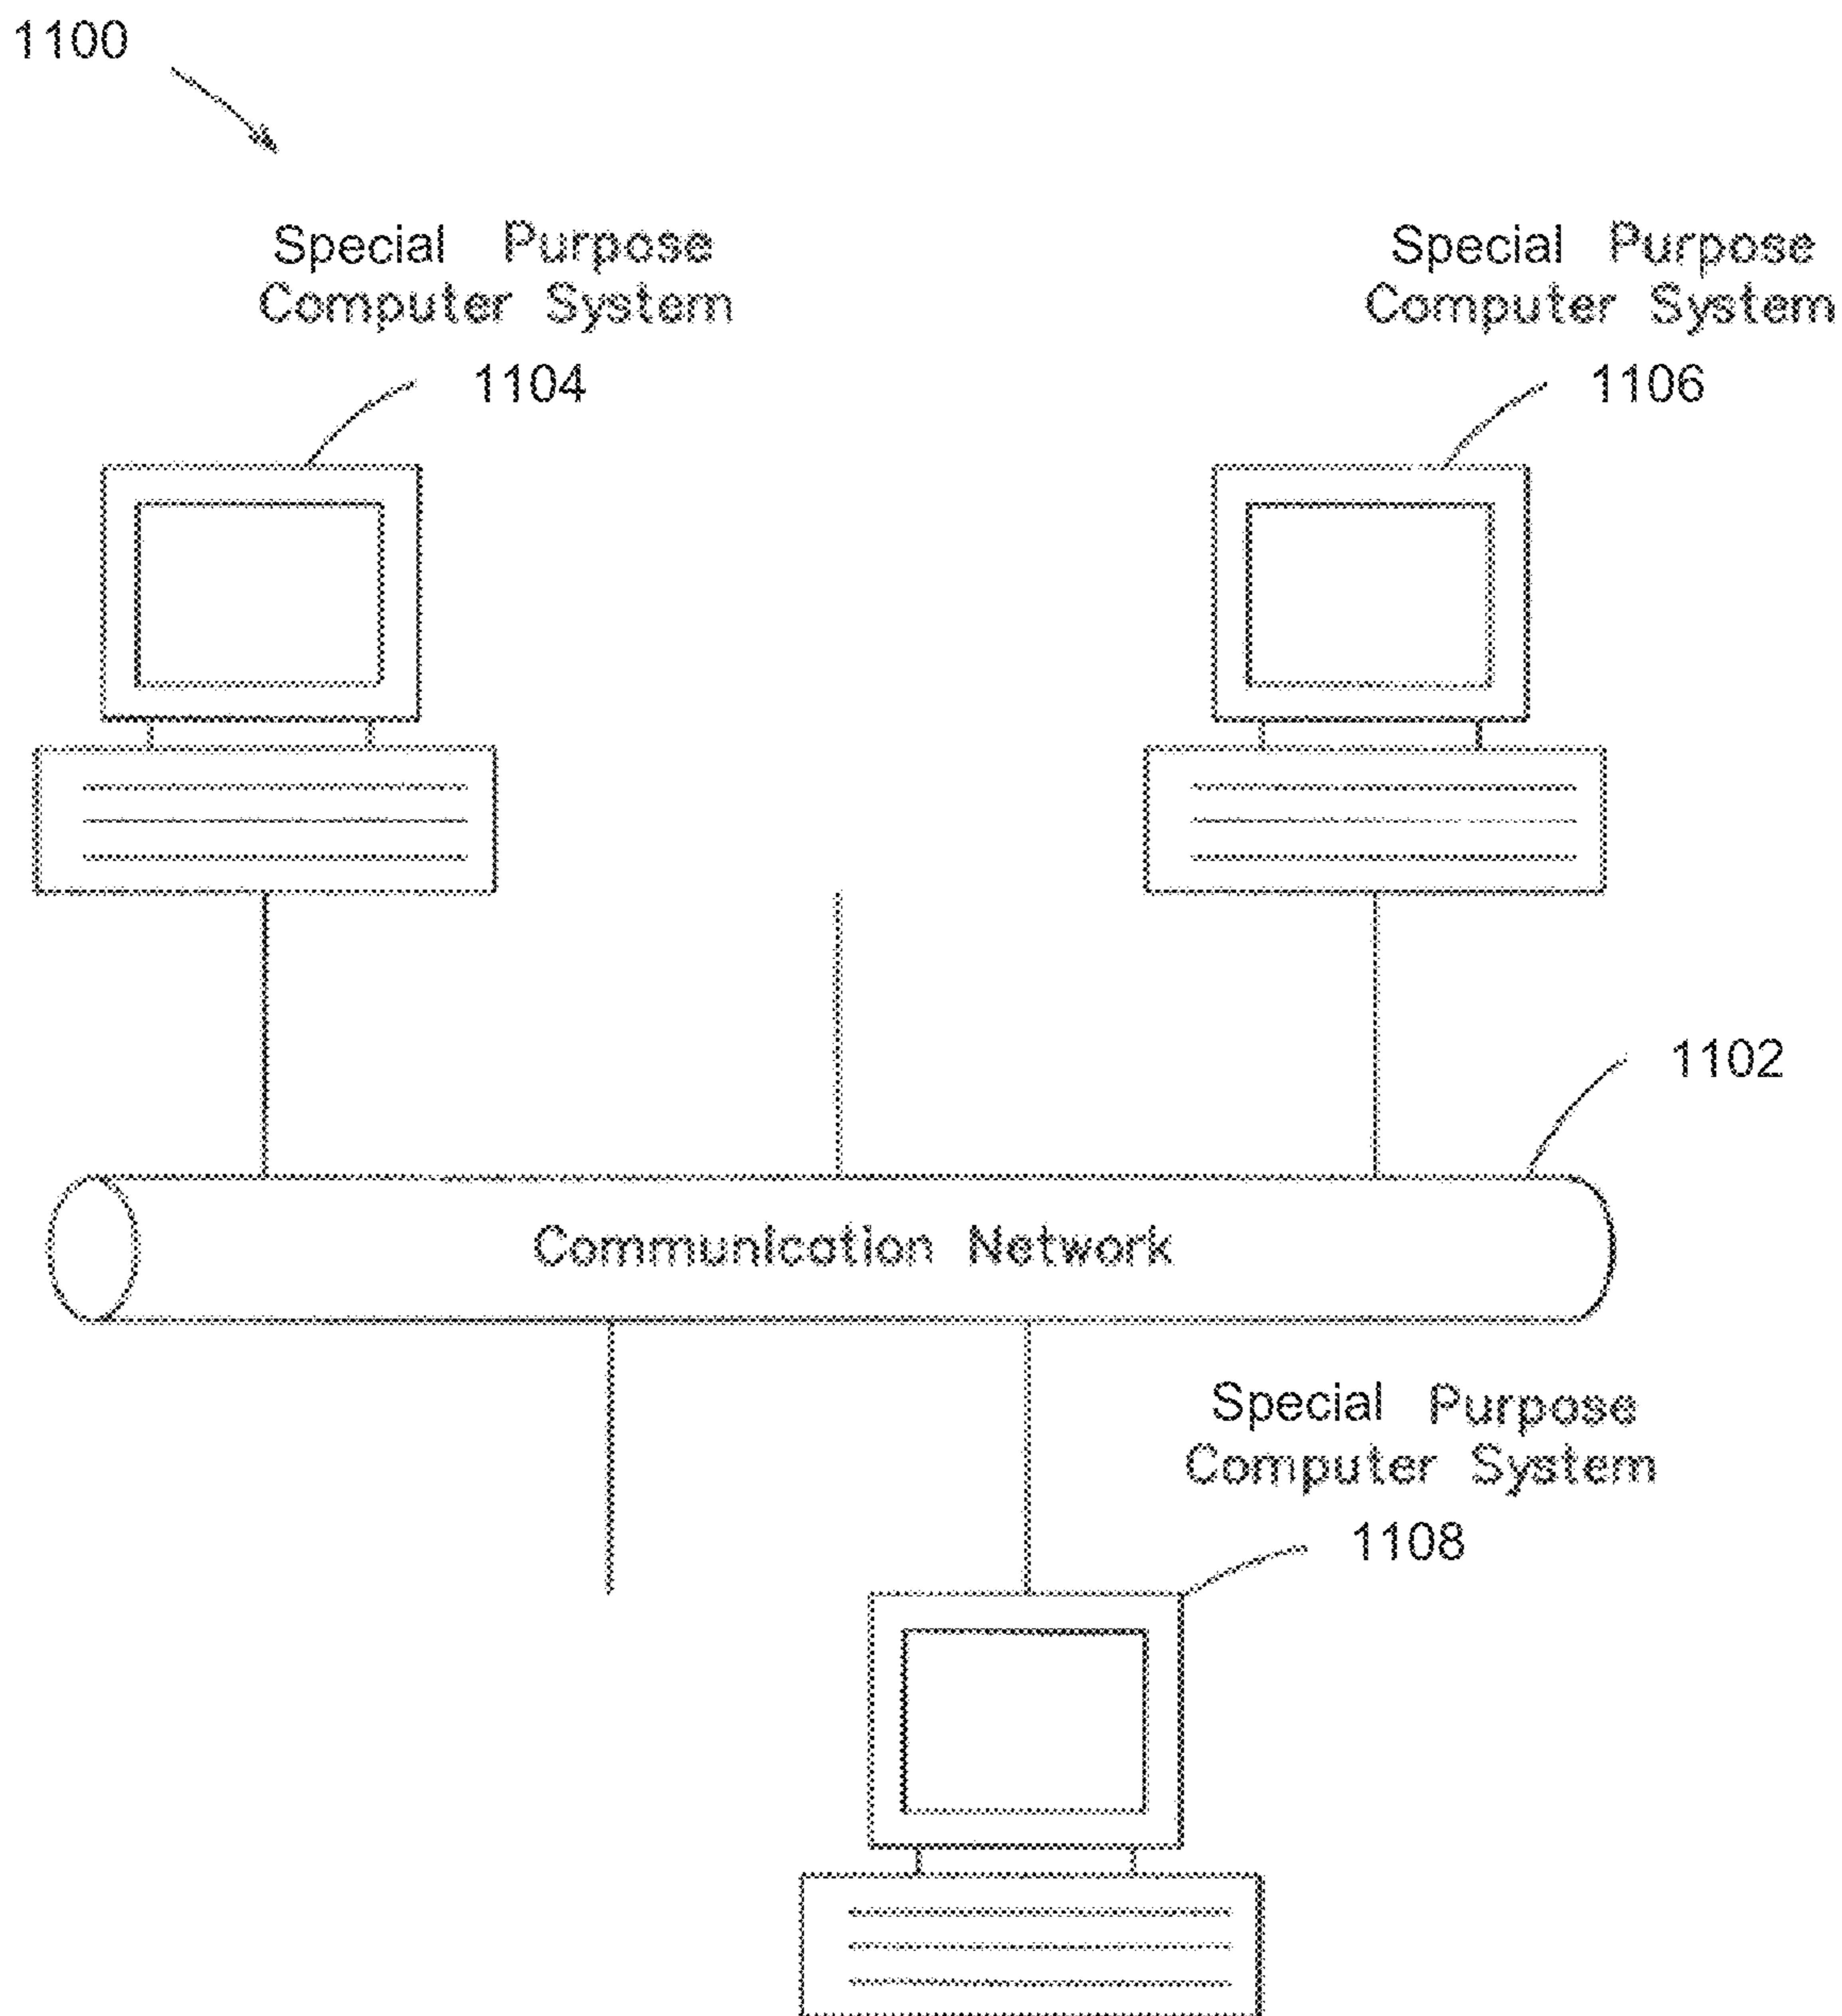 1100
Special Purpose
Computer System
1104
Special Purpose
Computer System
1106
1102
Communication Network
Special Purpose
Computer System
1108